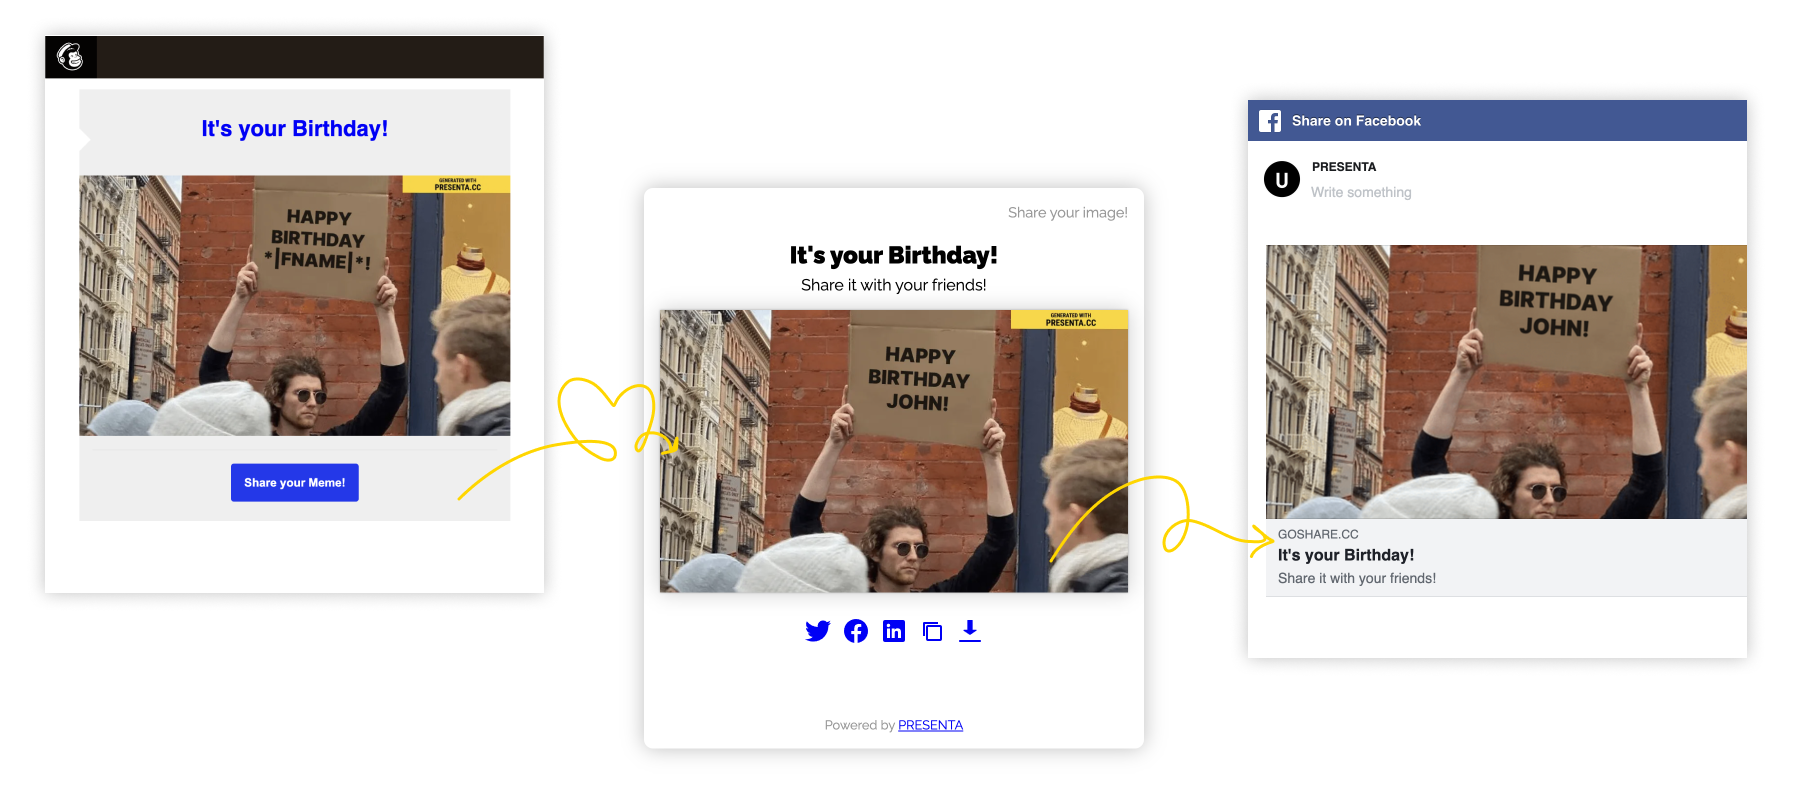 It's your Birthday!
GENERATED WITH
PRESENTA.CC
HAPPY
BIRTHDAY
*|FNAME|*!
Share your Meme!
Share your image!
It's your Birthday!
Share it with your friends!
GENERATED WITH
PRESENTA.CC
HAPPY
BIRTHDAY
JOHN!
Powered by PRESENTA
Share on Facebook
U
PRESENTA
Write something
HAPPY
BIRTHDAY
JOHN!
GOSHARE.CC
It's your Birthday!
Share it with your friends!